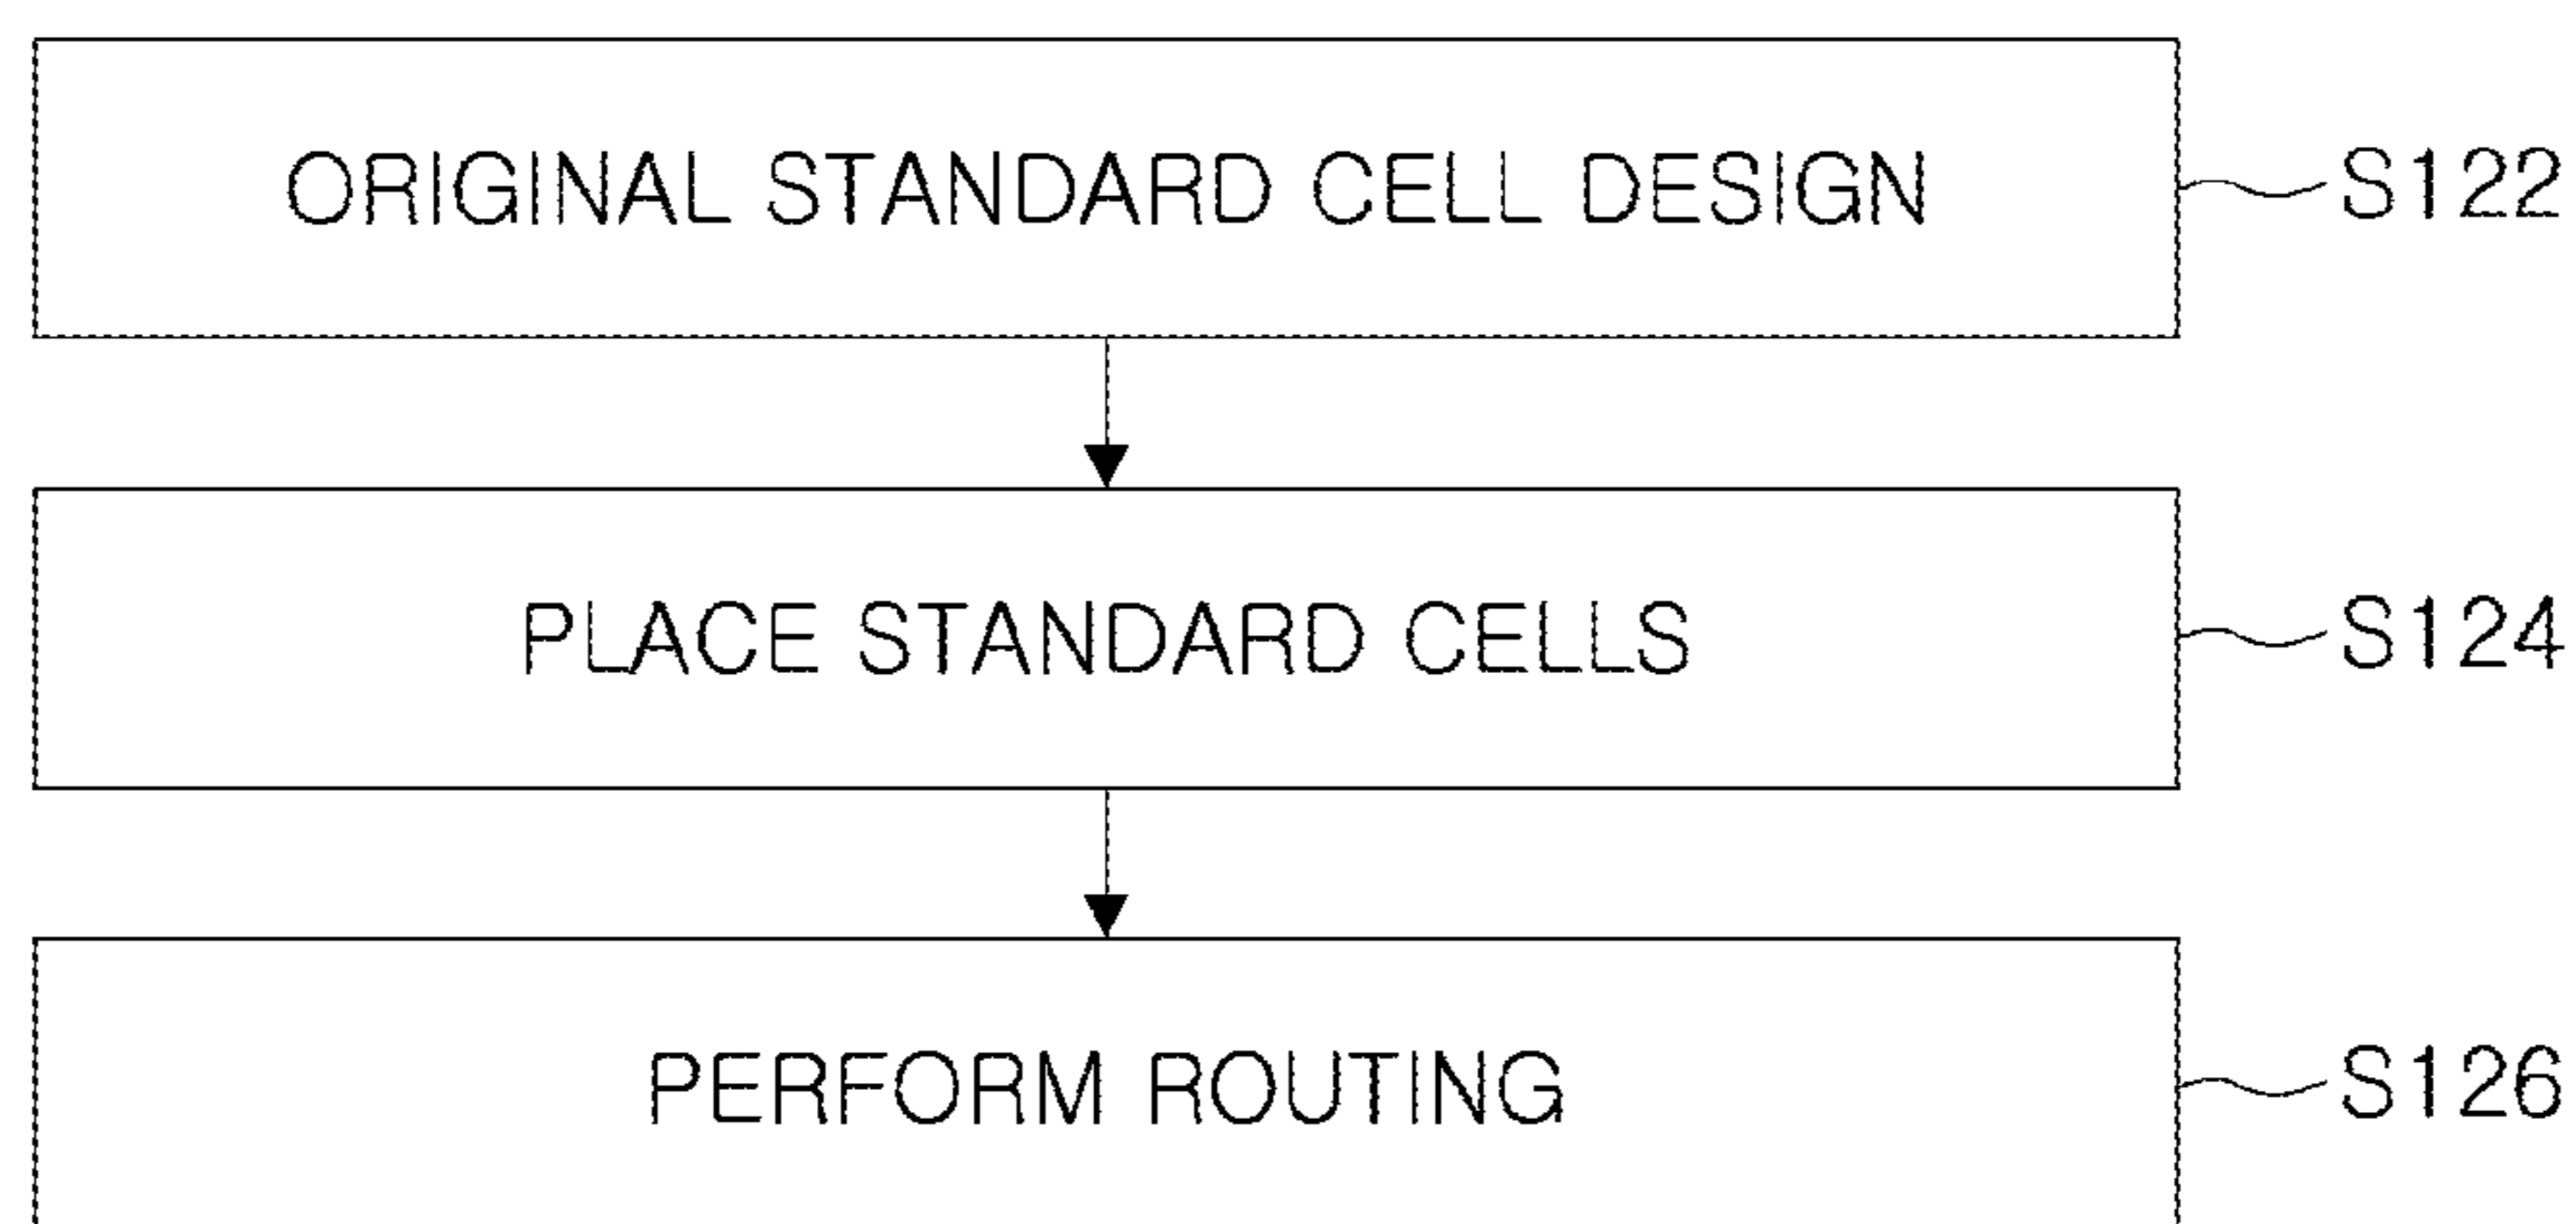 ORIGINAL STANDARD CELL DESIGN S122
PLACE STANDARD CELLS S124
PERFORM ROUTING S126